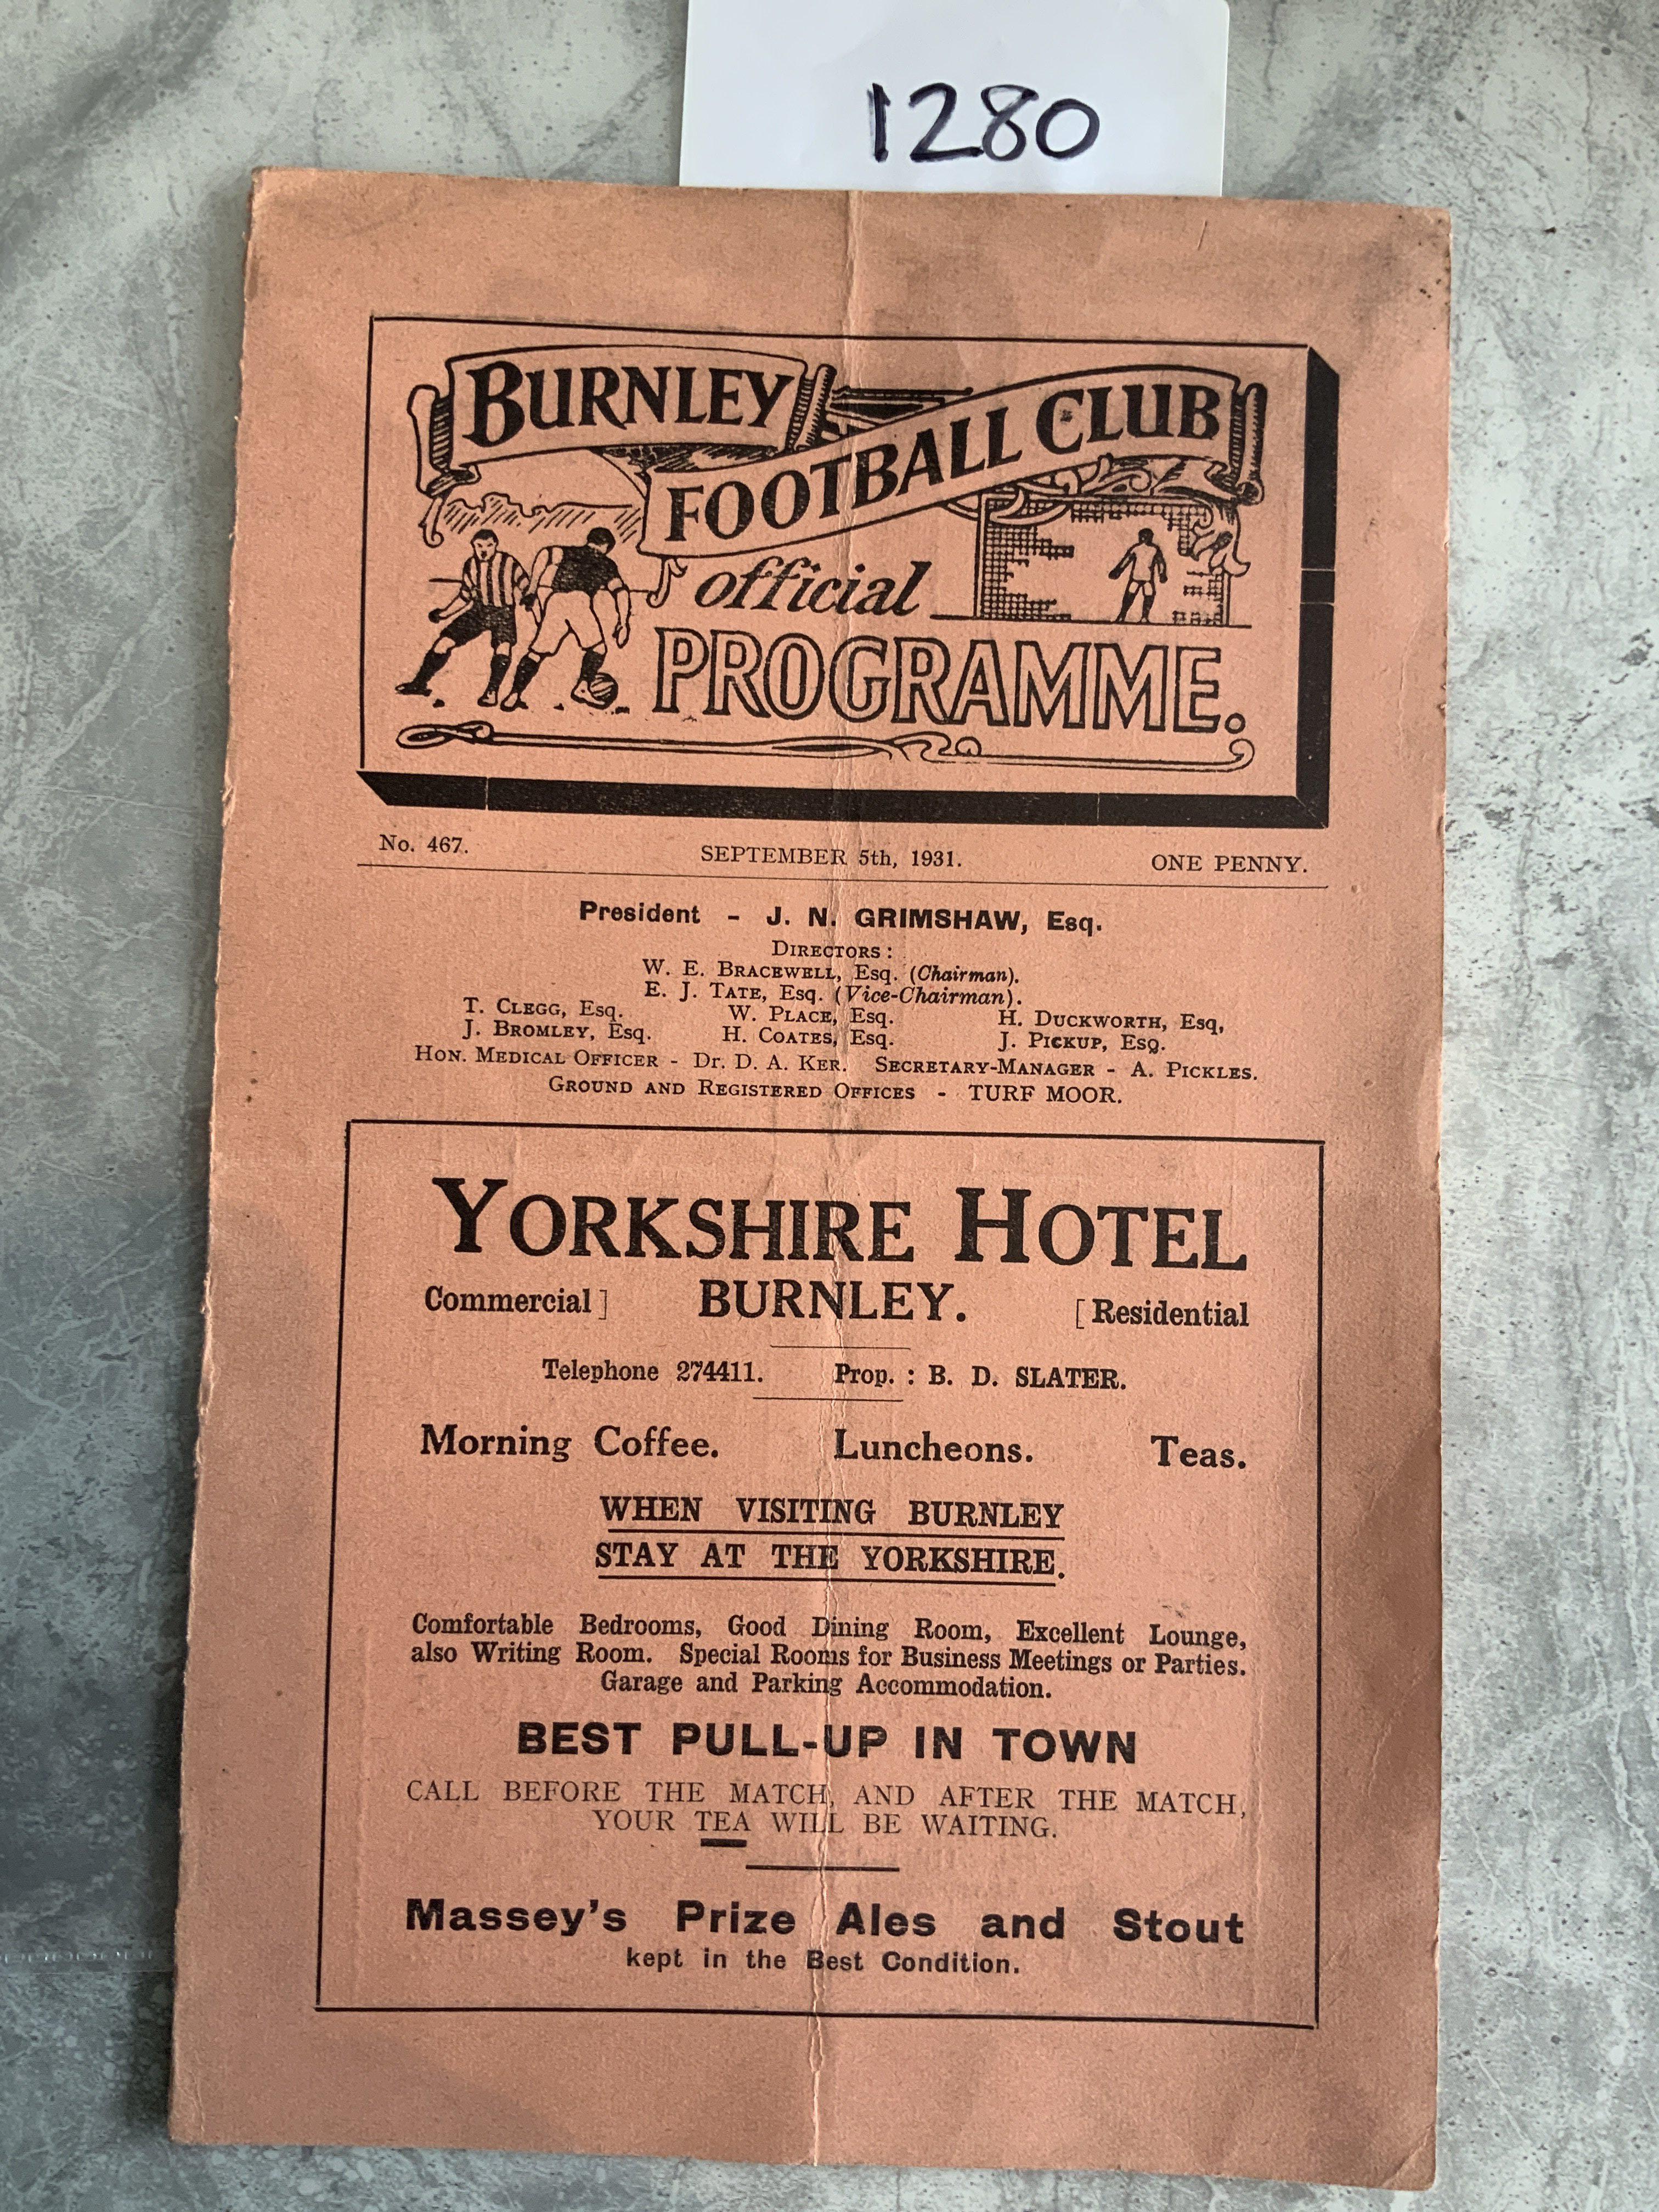 1280
BURNLEY
FOOTBALL CLUB
official
PROGRAMME.
No. 467. SEPTEMBER 5th, 1931. ONE PENNY.
President - J. N. GRIMSHAW, Esq.
DIRECTORS :
W. E. BRACEWELL, Esq. (Chairman).
E. J. TATE, Esq. (Vice-Chairman).
T. CLEGG, Esq. W. PLACE, Esq. H. DUCKWORTH, Esq,
J. BROMLEY, Esq. H. COATES, Esq. J. PICKUP, ESQ.
HON. MEDICAL OFFICER - Dr. D. A. KER. SECRETARY-MANAGER - A. PICKLES.
GROUND AND REGISTERED OFFICES - TURF MOOR.
YORKSHIRE HOTEL
Commercial ] BURNLEY. [ Residential
Telephone 274411. Prop. : B. D. SLATER.
Morning Coffee. Luncheons. Teas.
WHEN VISITING BURNLEY
STAY AT THE YORKSHIRE.
Comfortable Bedrooms, Good Dining Room, Excellent Lounge,
also Writing Room. Special Rooms for Business Meetings or Parties.
Garage and Parking Accommodation.
BEST PULL-UP IN TOWN
CALL BEFORE THE MATCH, AND AFTER THE MATCH,
YOUR TEA WILL BE WAITING.
Massey's Prize Ales and Stout
kept in the Best Condition.